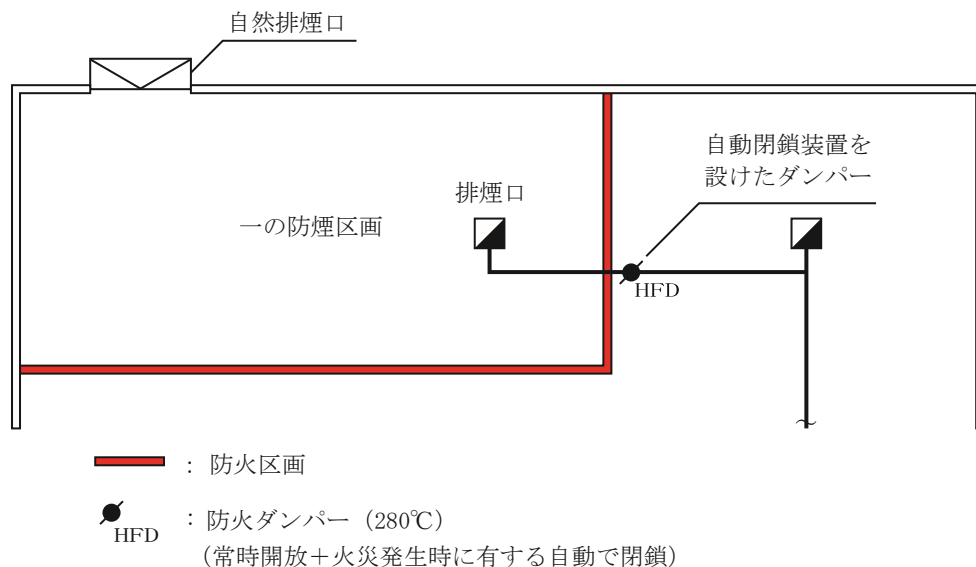 自然排煙口
自動閉鎖装置を
設けたダンパー
排煙口
一の防煙区画
HFD
: 防火区画
HFD
: 防火ダンパー（280℃）
（常時開放＋火災発生時に有する自動で閉鎖）